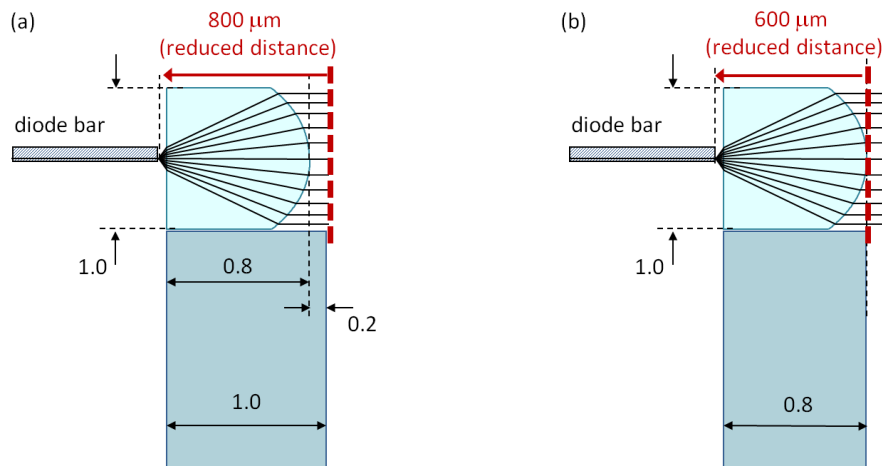 (a)
800 μm
(reduced distance)
diode bar
1.0
0.8
0.2
1.0
(b)
600 μm
(reduced distance)
diode bar
1.0
0.8